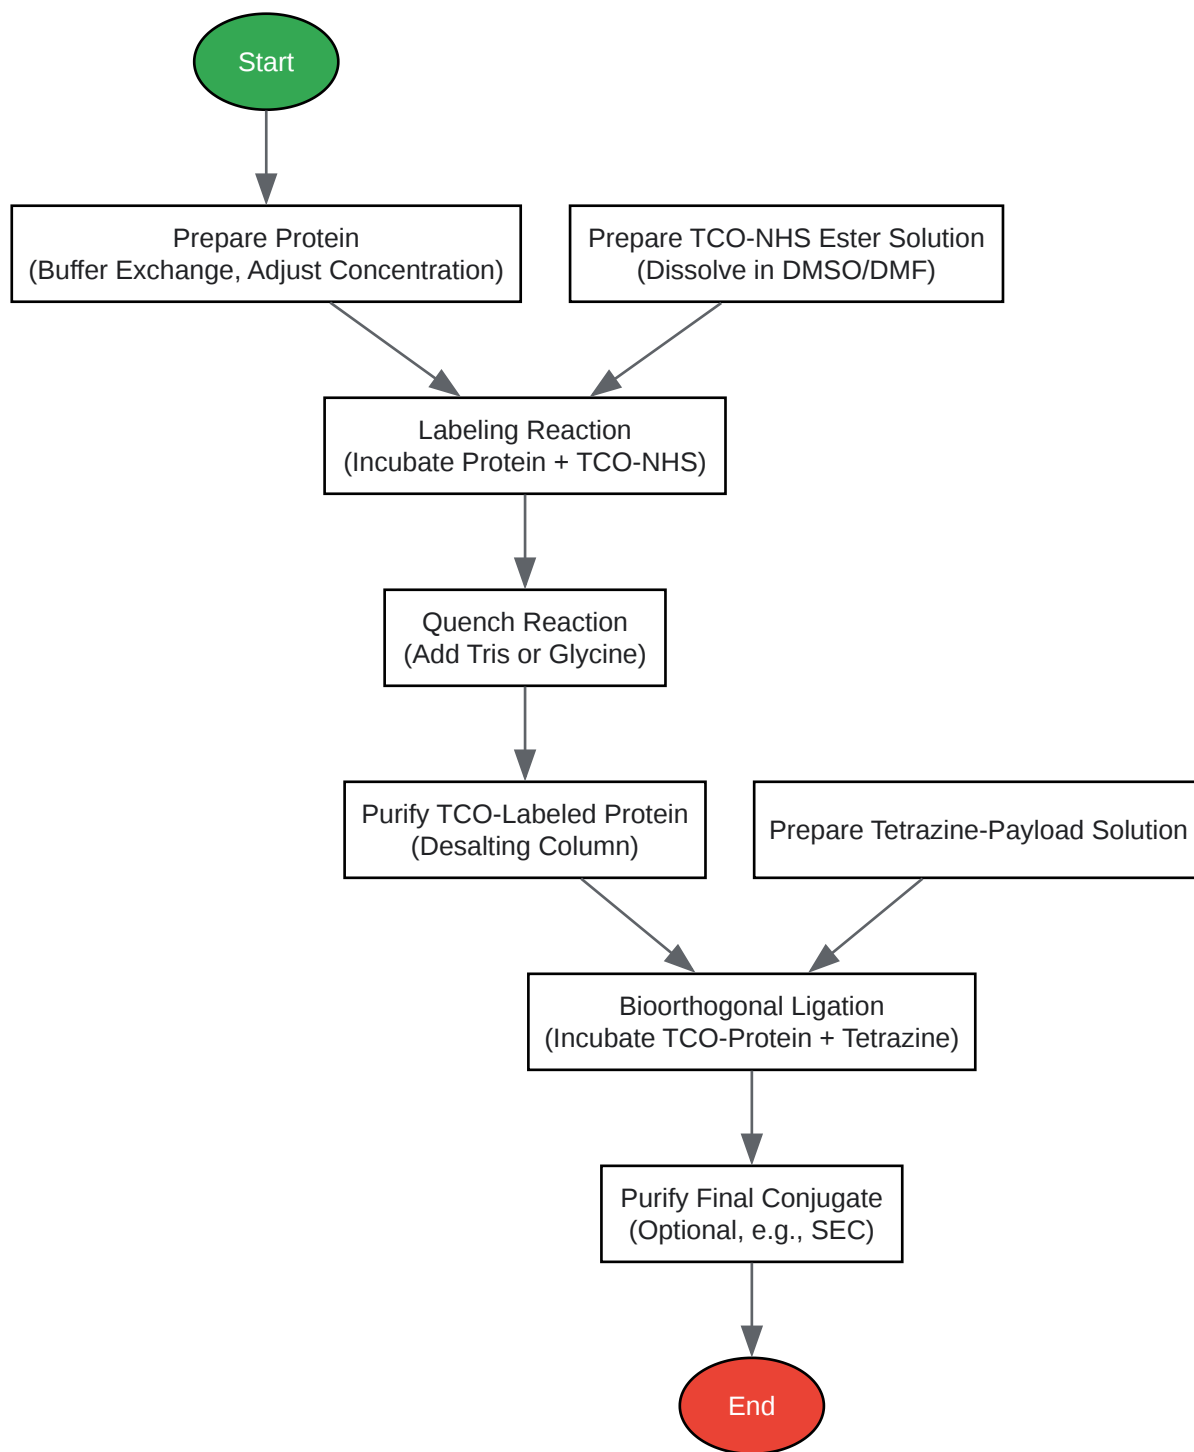 Start
Prepare Protein
(Buffer Exchange, Adjust Concentration)
Prepare TCO-NHS Ester Solution
(Dissolve in DMSO/DMF)
Labeling Reaction
(Incubate Protein + TCO-NHS)
Quench Reaction
(Add Tris or Glycine)
Purify TCO-Labeled Protein
(Desalting Column)
Prepare Tetrazine-Payload Solution
Bioorthogonal Ligation
(Incubate TCO-Protein + Tetrazine)
Purify Final Conjugate
(Optional, e.g., SEC)
End